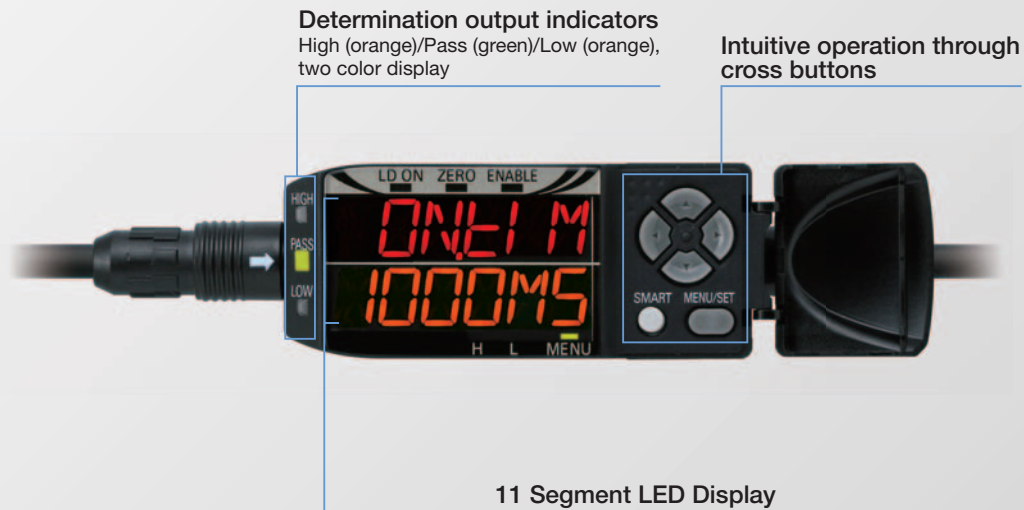 Determination output indicators
High (orange)/Pass (green)/Low (orange),
two color display
Intuitive operation through
cross buttons
LD ON ZERO ENABLE
HIGH
ON.tIM
PASS
1000MS
LOW
SMART MENU/SET
H L MENU
11 Segment LED Display